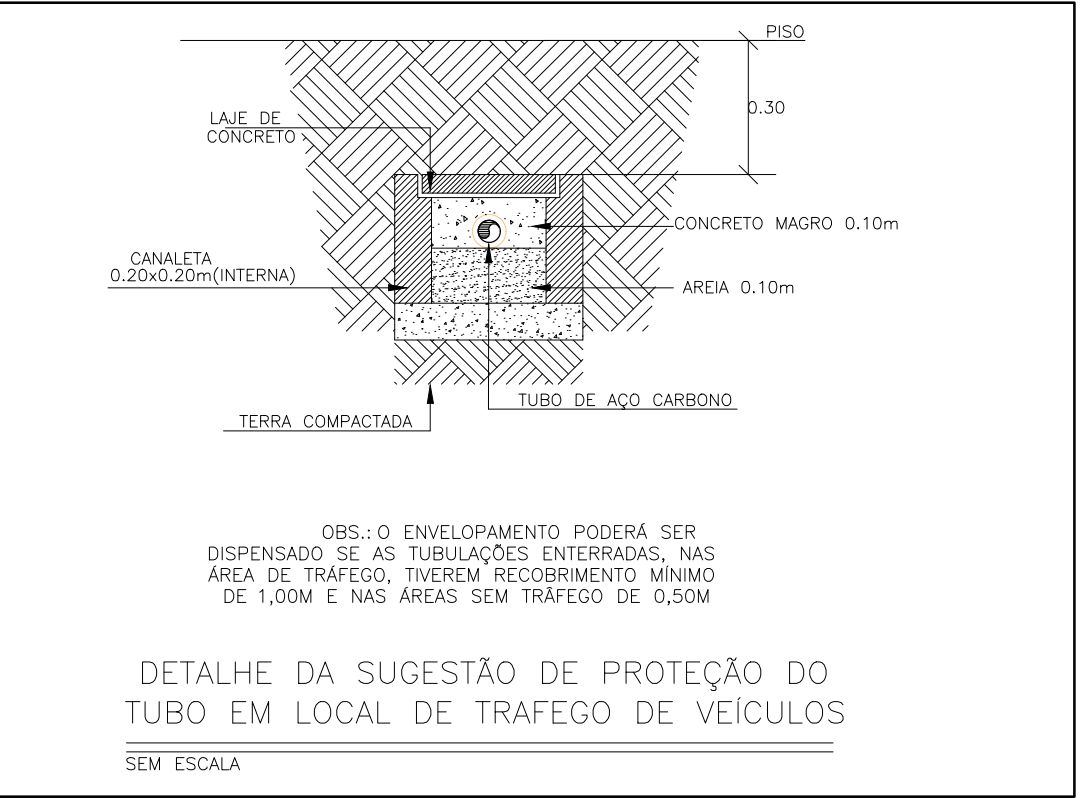 PISO
0.30
LAJE DE
CONCRETO
CONCRETO MAGRO 0.10m
CANALETA
0.20x0.20m(INTERNA)
AREIA 0.10m
TUBO DE AÇO CARBONO
TERRA COMPACTADA
OBS.: O ENVELOPAMENTO PODERÁ SER
DISPENSADO SE AS TUBULAÇÕES ENTERRADAS, NAS
ÁREA DE TRÁFEGO, TIVEREM RECOBRIMENTO MÍNIMO
DE 1,00M E NAS ÁREAS SEM TRÂFEGO DE 0,50M
DETALHE DA SUGESTÃO DE PROTEÇÃO DO
TUBO EM LOCAL DE TRAFEGO DE VEÍCULOS
SEM ESCALA